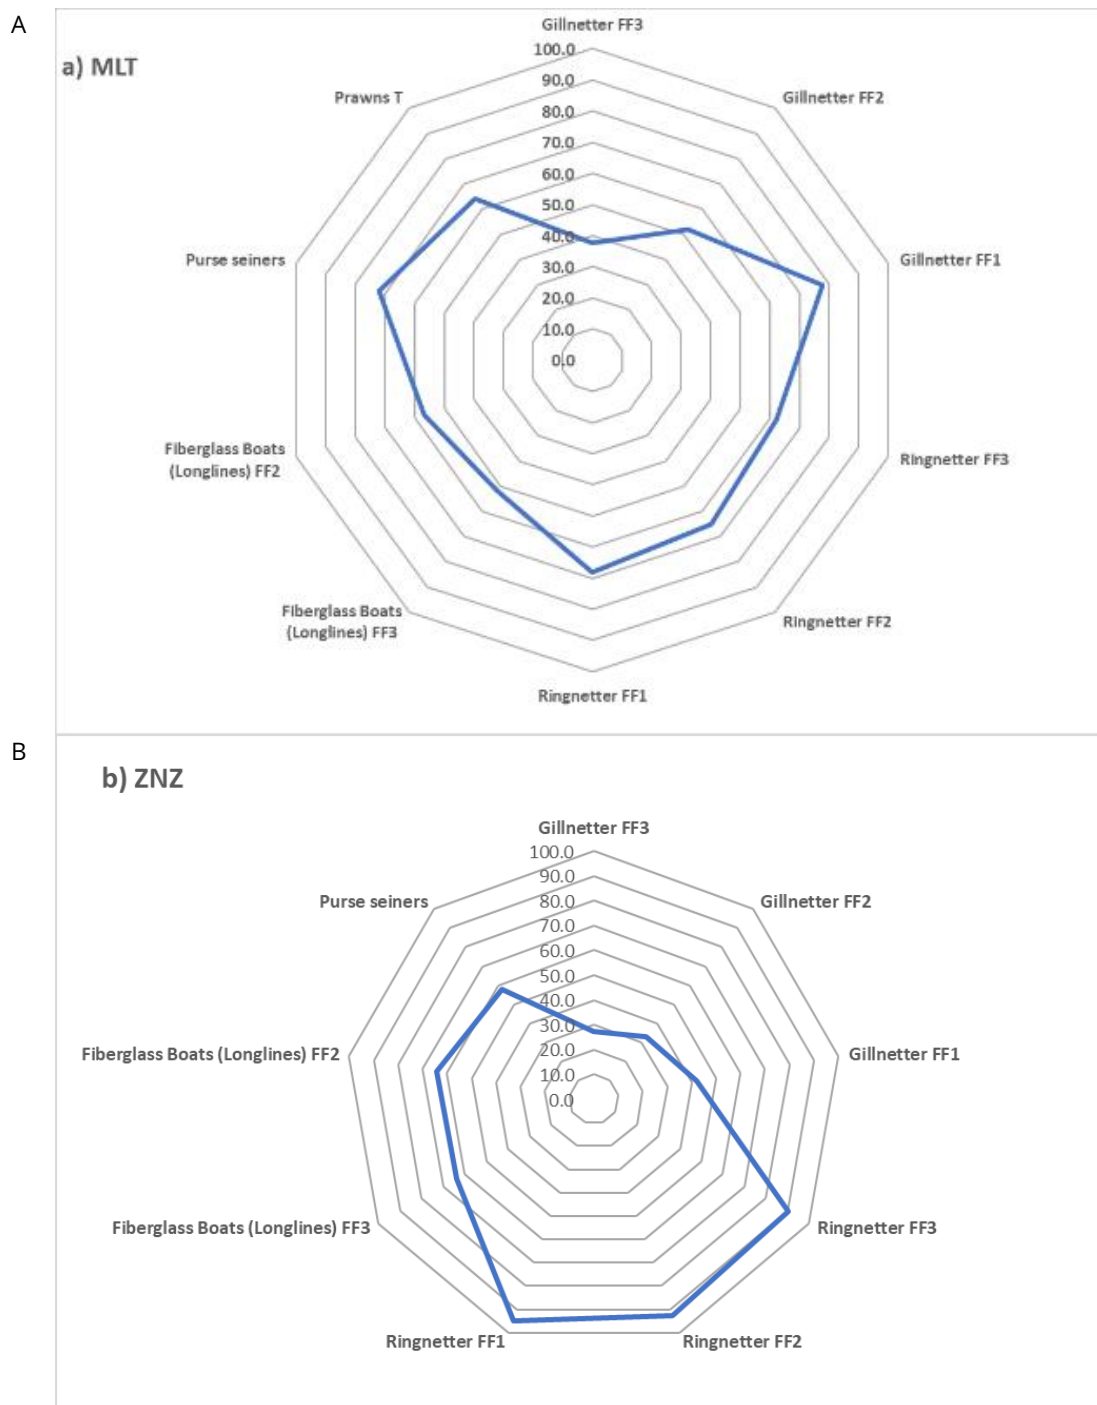 A
Gillnetter FF3
a) MLT
100.0
90.0
80.0
70.0
60.0
50.0
40.0
30.0
20.0
10.0
0.0
Prawns T
Gillnetter FF2
Purse seiners
Gillnetter FF1
Fiberglass Boats
(Longlines) FF2
Ringnetter FF3
Fiberglass Boats
(Longlines) FF3
Ringnetter FF2
Ringnetter FF1
B
b) ZNZ
Gillnetter FF3
100.0
90.0
80.0
70.0
60.0
50.0
40.0
30.0
20.0
10.0
0.0
Purse seiners
Gillnetter FF2
Fiberglass Boats (Longlines) FF2
Gillnetter FF1
Fiberglass Boats (Longlines) FF3
Ringnetter FF3
Ringnetter FF1
Ringnetter FF2